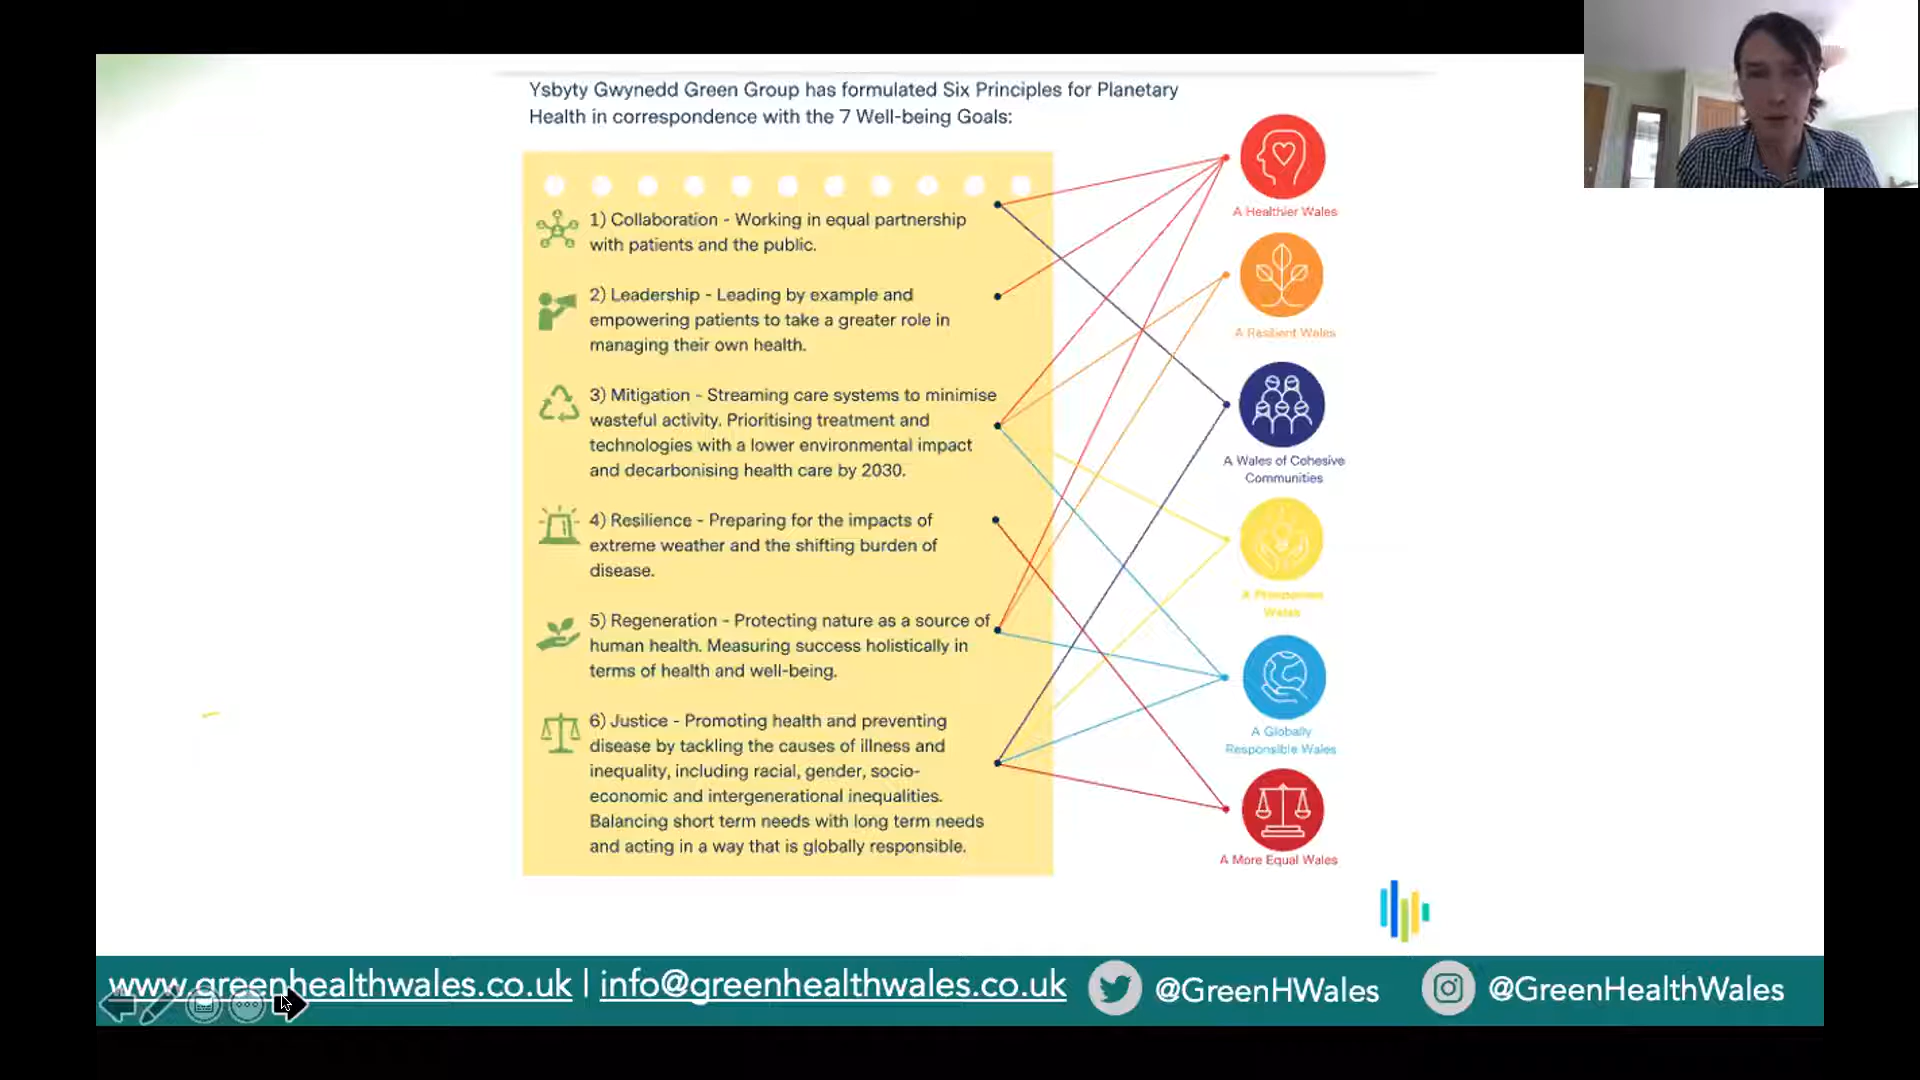 Ysbyty Gwynedd Green Group has formulated Six Principles for Planetary
Health in correspondence with the 7 Well-being Goals:
1) Collaboration - Working in equal partnership
with patients and the public.
2) Leadership - Leading by example and
empowering patients to take a greater role in
managing their own health.
3) Mitigation - Streaming care systems to minimise
wasteful activity. Prioritising treatment and
technologies with a lower environmental impact
and decarbonising health care by 2030.
4) Resilience - Preparing for the impacts of
extreme weather and the shifting burden of
disease.
5) Regeneration - Protecting nature as a source of
human health. Measuring success holistically in
terms of health and well-being.
6) Justice - Promoting health and preventing
disease by tackling the causes of illness and
inequality, including racial, gender, socio-
economic and intergenerational inequalities.
Balancing short term needs with long term needs
and acting in a way that is globally responsible.
A Healthier Wales
A Resilient Wales
A Wales of Cohesive
Communities
A
Wales
A Globally
Responsible Wales
A More Equal Wales
www.greenhealthwales.co.uk | info@greenhealthwales.co.uk @GreenHWales @GreenHealthWales